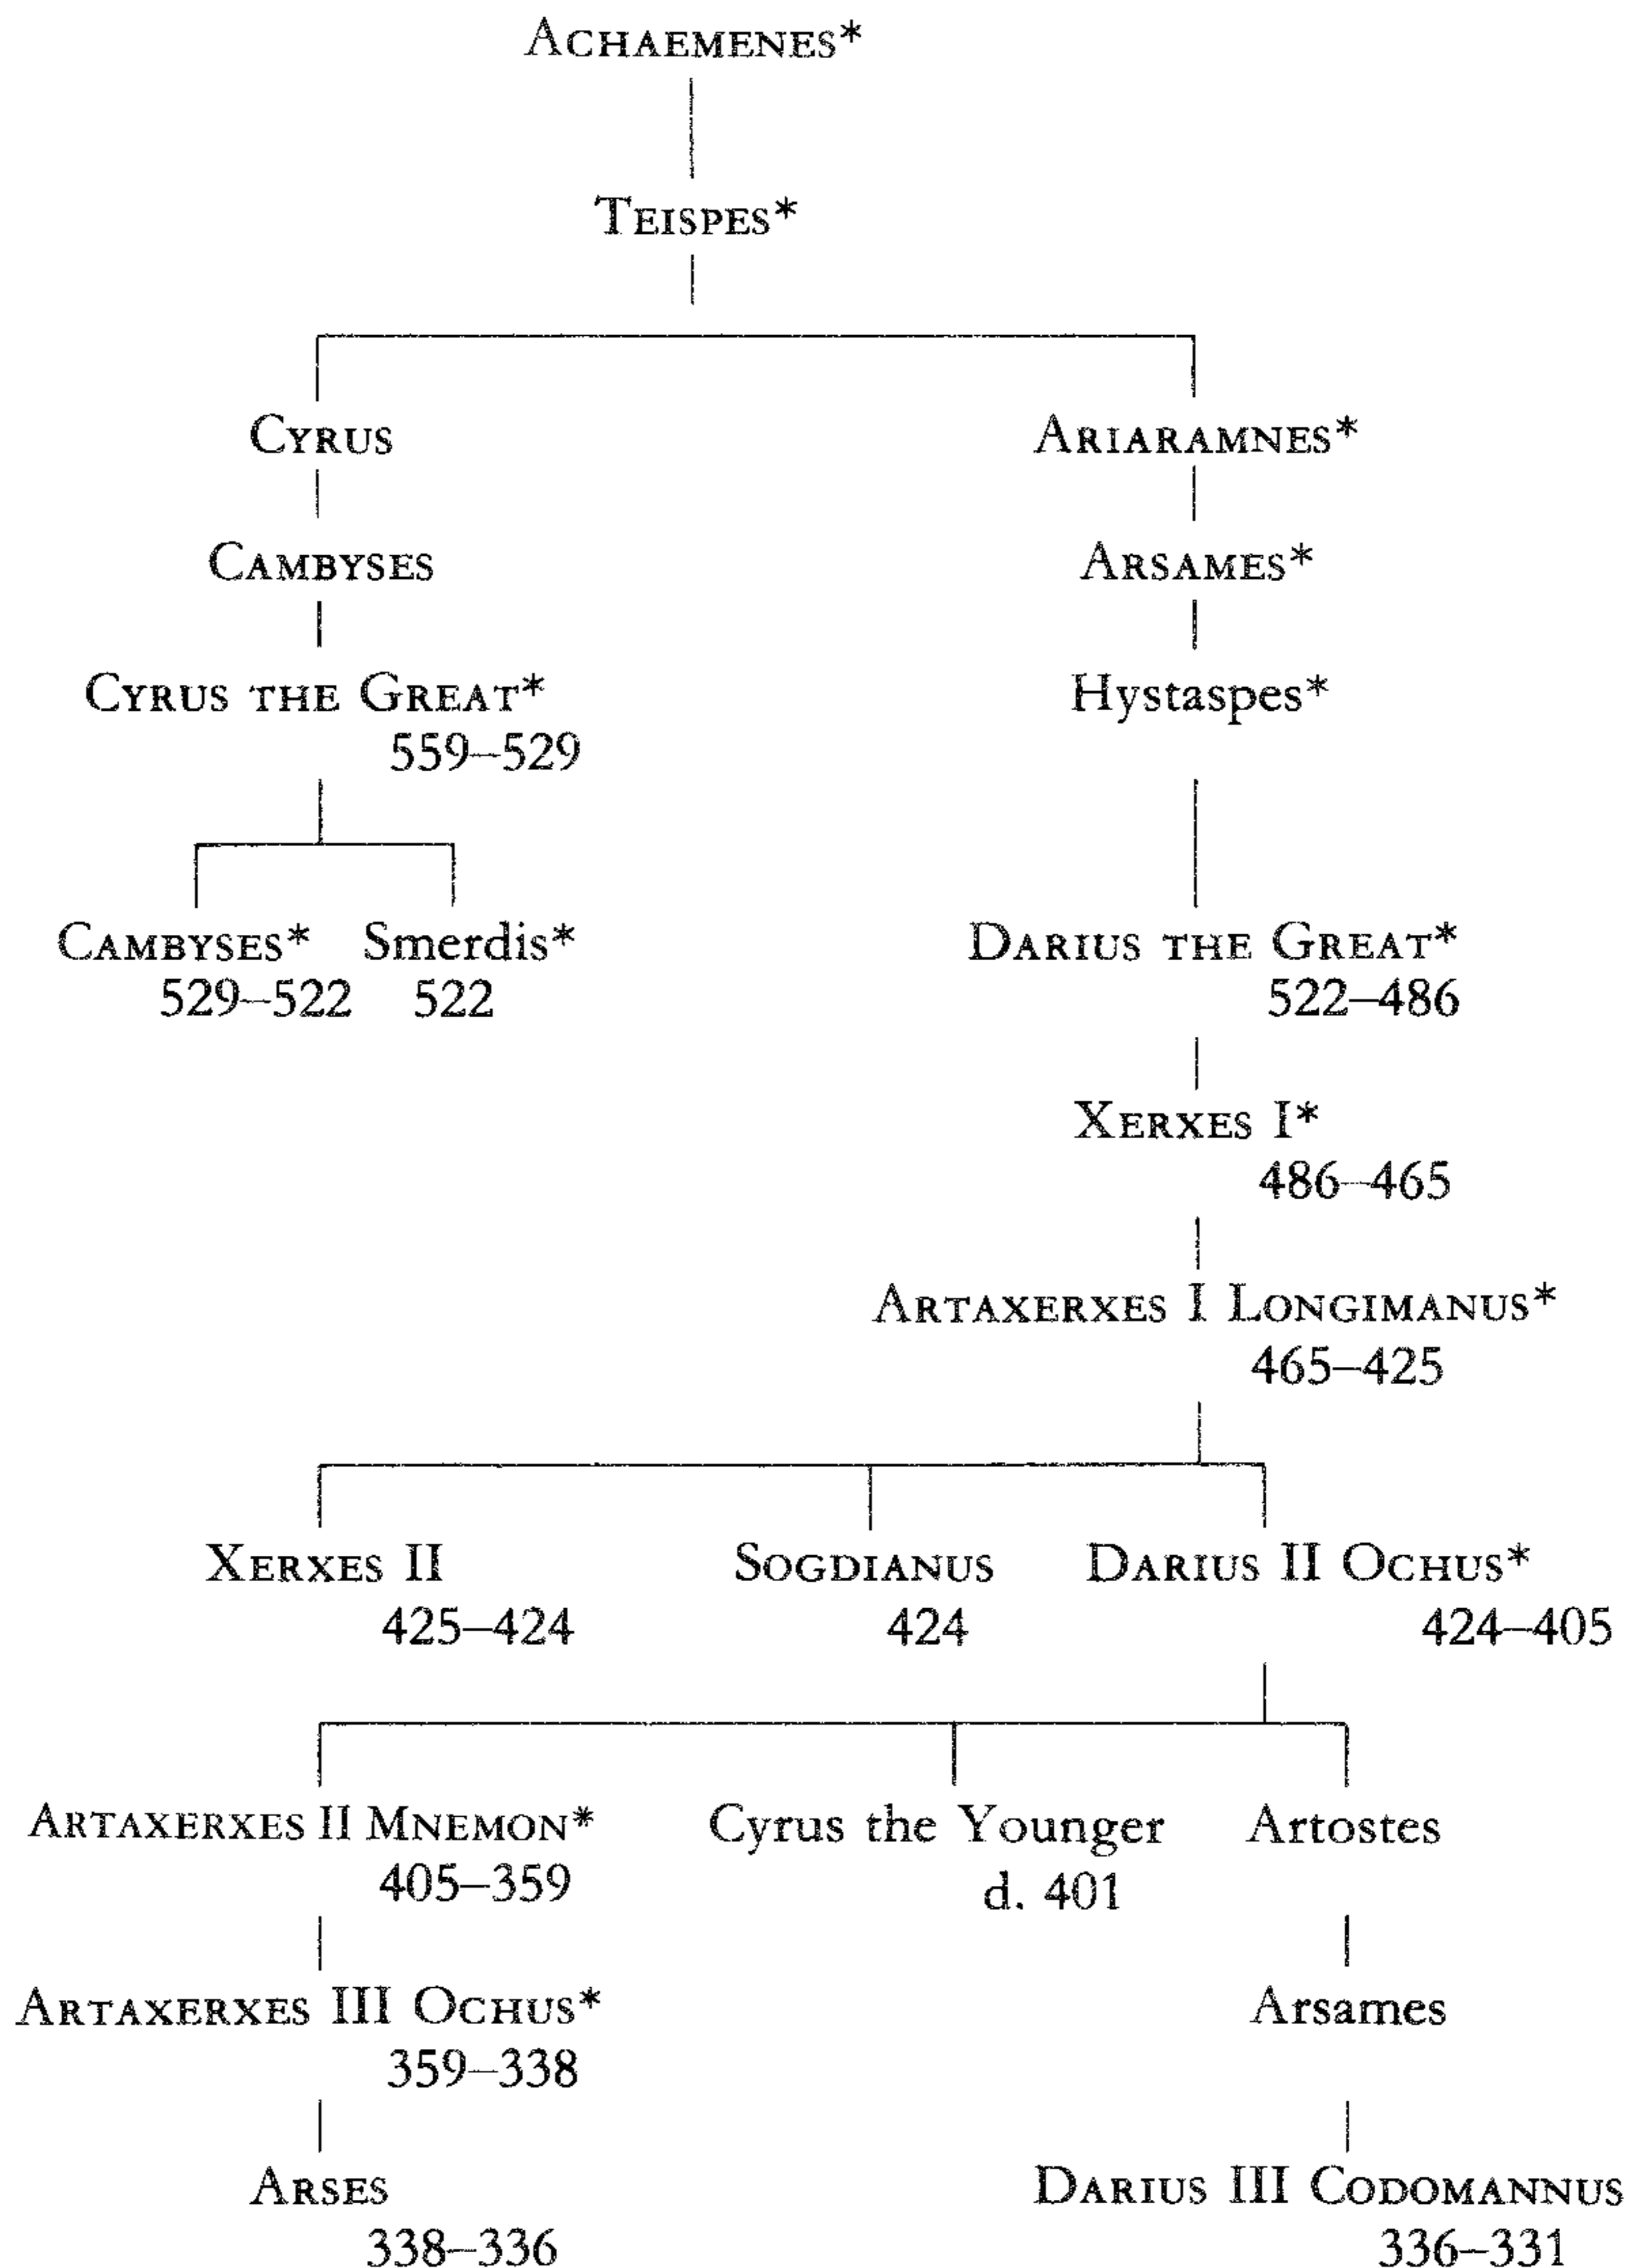 ACHAEMENES*
TEISPES*
CYRUS ARIARAMNES*
CAMBYSES ARSAMES*
CYRUS THE GREAT* Hystaspes*
559–529
CAMBYSES* Smerdis* DARIUS THE GREAT*
529–522 522 522–486
XERXES I*
486–465
ARTAXERXES I LONGIMANUS*
465–425
XERXES II SOGDIANUS DARIUS II OCHUS*
425–424 424 424–405
ARTAXERXES II MNEMON* Cyrus the Younger Artostes
405–359 d. 401
ARTAXERXES III OCHUS* Arsames
359–338
ARSES DARIUS III CODOMANNUS
338–336 336–331